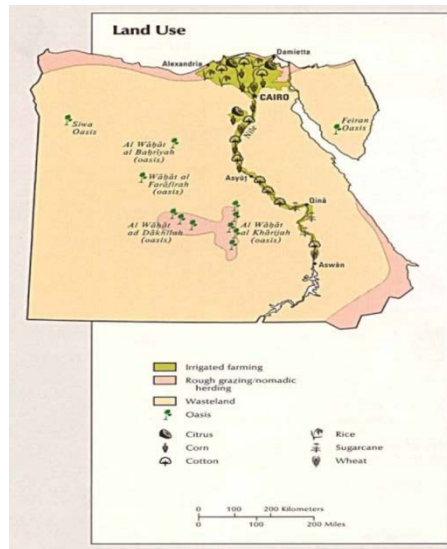 Land Use
Alexandria
Damietta
CAIRO
Siwa
Oasis
Feiran
Oasis
Al Wāḥāt
al Baḥrīyah
(oasis)
Nile
Wāḥāt al
Farāfirah
(oasis)
Asyūṭ
Qinā
Al Wāḥāt
ad Dākhilah
(oasis)
Al Wāḥāt
al Khārijah
(oasis)
Aswān
Irrigated farming
Rough grazing/nomadic
herding
Wasteland
Oasis
Citrus
Corn
Cotton
Rice
Sugarcane
Wheat
0 100 200 Kilometers
0 100 200 Miles